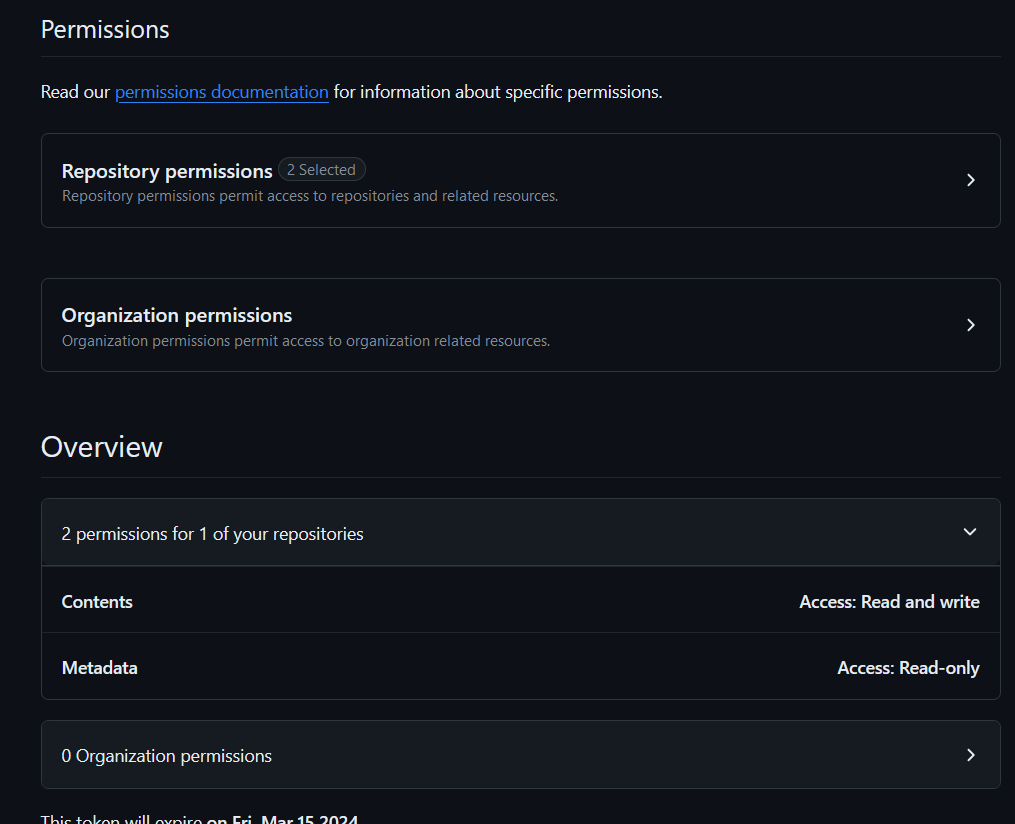 Permissions
Read our permissions documentation for information about specific permissions.
Repository permissions 2 Selected
Repository permissions permit access to repositories and related resources.
Organization permissions
Organization permissions permit access to organization related resources.
Overview
2 permissions for 1 of your repositories
Contents Access: Read and write
Metadata Access: Read-only
0 Organization permissions
This token will expire on Fri, Mar 15 2024